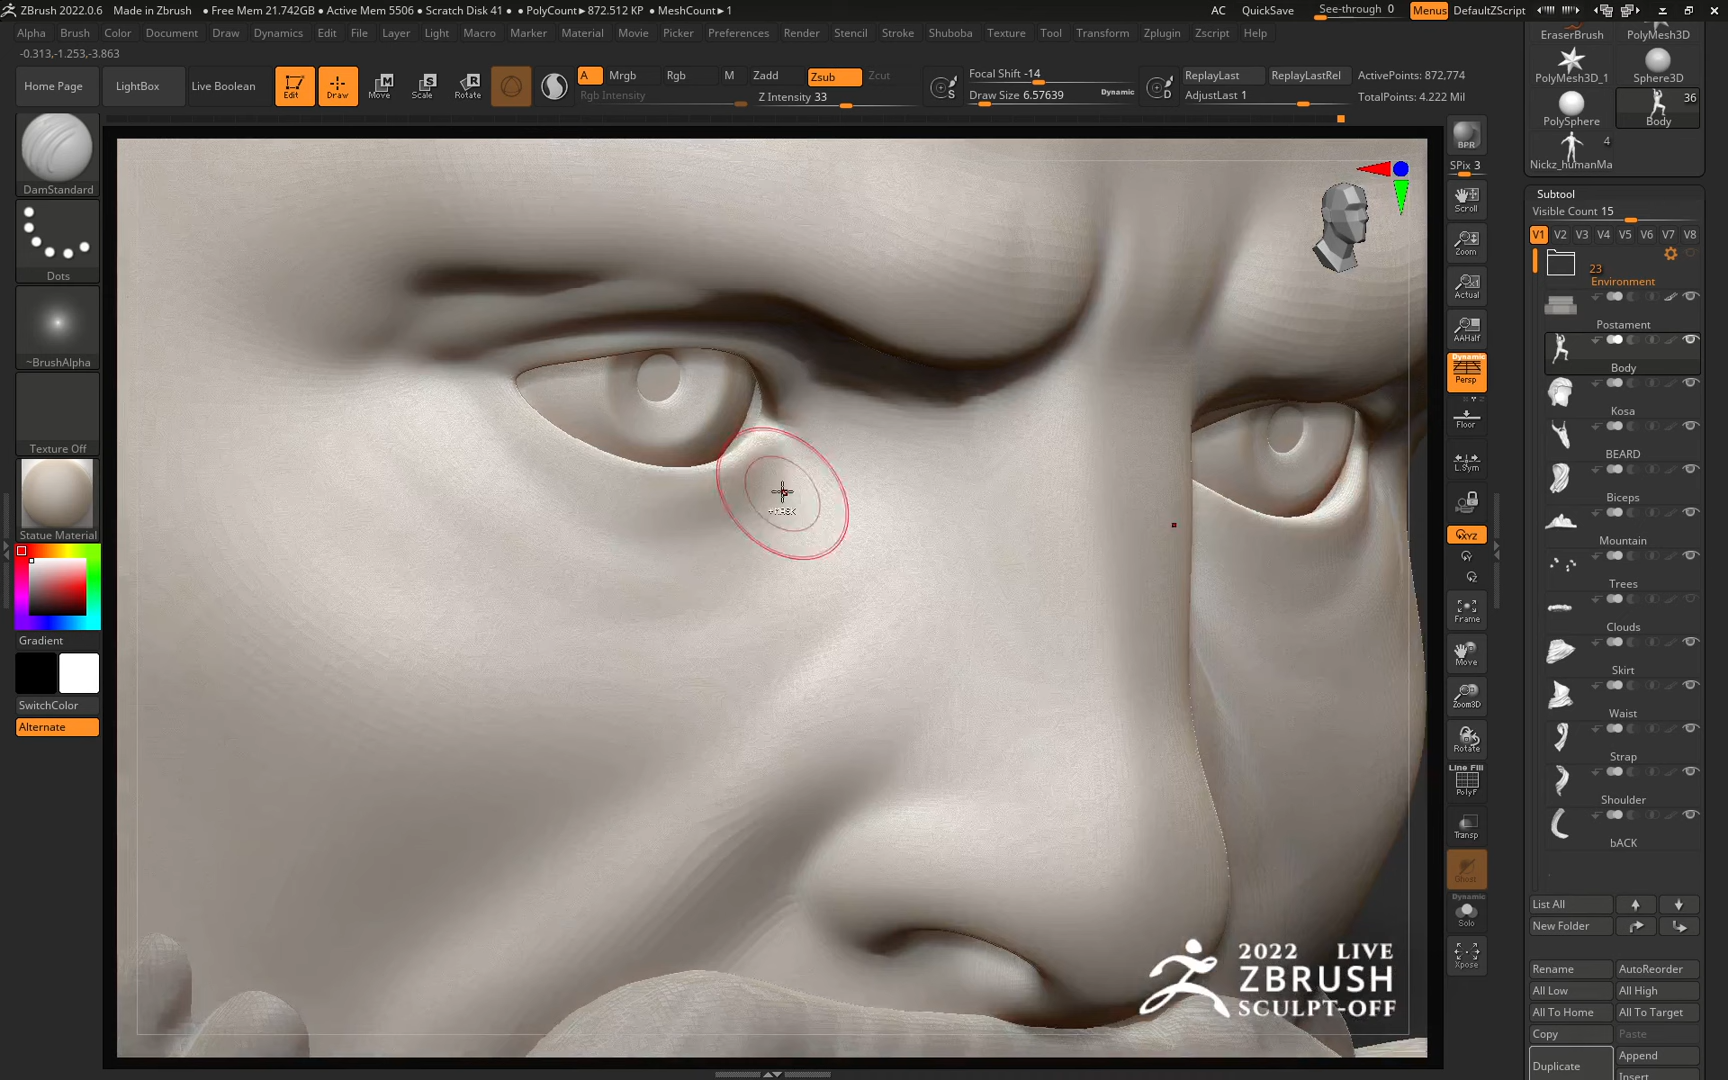 ZBrush 2022.0.6 Made in Zbrush • Free Mem 21.742GB • Active Mem 5506 • Scratch Disk 41 • • PolyCount► 872.512 KP • MeshCount► 1
AC QuickSave See-through 0 Menus DefaultZScript
Alpha Brush Color Document Draw Dynamics Edit File Layer Light Macro Marker Material Movie Picker Preferences Render Stencil Stroke Shuboba Texture Tool Transform Zplugin Zscript Help
-0.313,-1.253,-3.863
Home Page LightBox Live Boolean Edit Draw Move Scale Rotate
A Mrgb Rgb M Zadd Zsub Zcut
Rgb Intensity Z Intensity 33
Focal Shift -14
Draw Size 6.57639 Dynamic
S
D
ReplayLast ReplayLastRel
AdjustLast 1
ActivePoints: 872,774
TotalPoints: 4.222 Mil
DamStandard
Dots
~BrushAlpha
Texture Off
Statue Material
Gradient
SwitchColor
Alternate
2022 LIVE
ZBRUSH
SCULPT-OFF
BPR
SPix 3
Scroll
Zoom
Actual
AAHalf
Dynamic
Persp
Floor
L.Sym
XYZ
Y
Z
Frame
Move
Zoom3D
Rotate
Line Fill
PolyF
Transp
Ghost
Dynamic
Solo
Xpose
EraserBrush PolyMesh3D
PolyMesh3D_1 Sphere3D
36
PolySphere Body
4
Nickz_humanMa
Subtool
Visible Count 15
V1 V2 V3 V4 V5 V6 V7 V8
23
Environment
Postament
Body
Kosa
BEARD
Biceps
Mountain
Trees
Clouds
Skirt
Waist
Strap
Shoulder
bACK
List All
New Folder
Rename AutoReorder
All Low All High
All To Home All To Target
Copy Paste
Duplicate Append
Insert